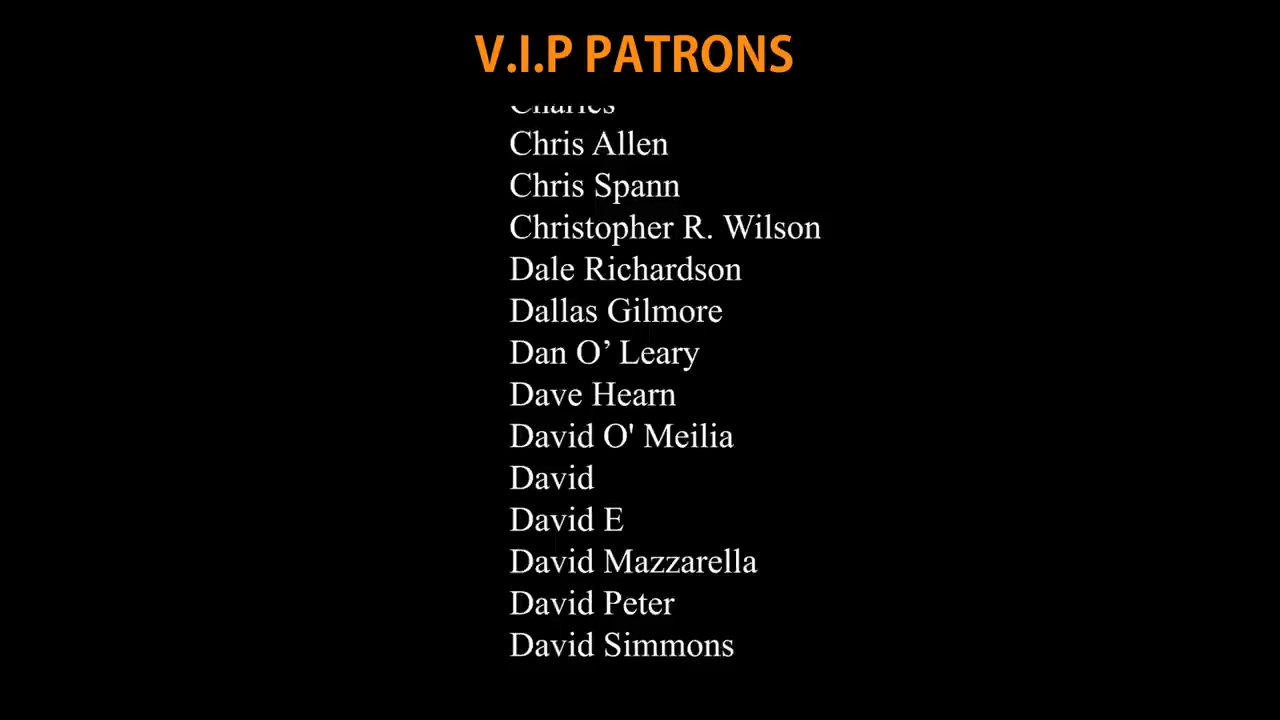 V.I.P PATRONS
Charles
Chris Allen
Chris Spann
Christopher R. Wilson
Dale Richardson
Dallas Gilmore
Dan O’ Leary
Dave Hearn
David O' Meilia
David
David E
David Mazzarella
David Peter
David Simmons